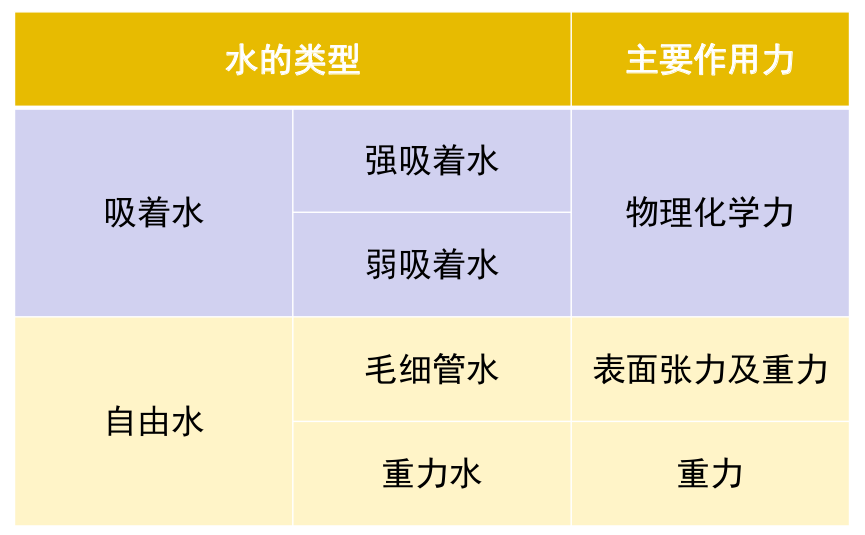 水的类型
主要作用力
吸着水
强吸着水
物理化学力
弱吸着水
自由水
毛细管水
表面张力及重力
重力水
重力